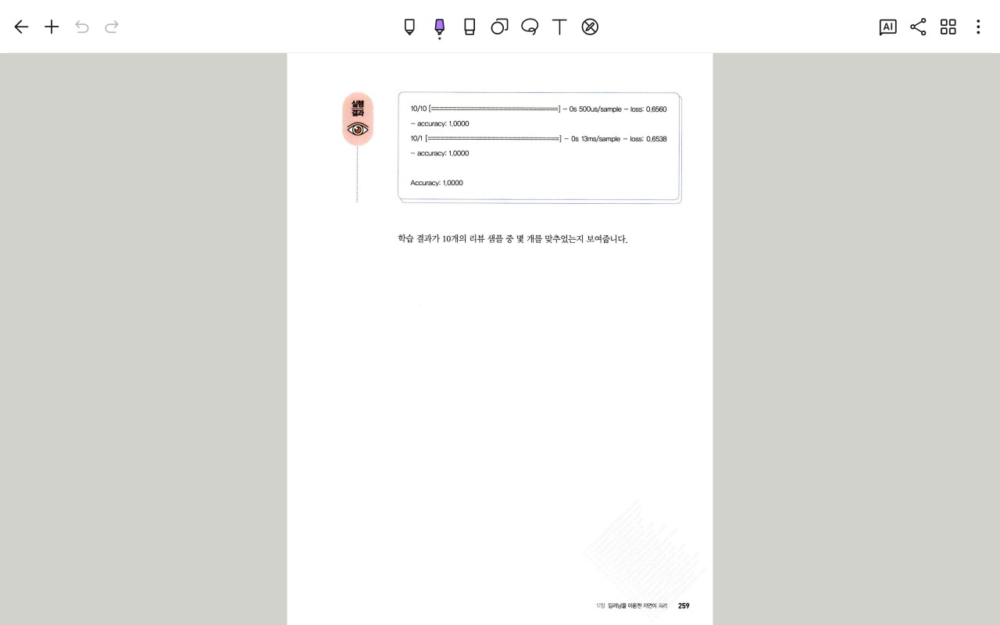 AI
실행
결과
10/10 [==============================] – 0s 500us/sample – loss: 0.6560
– accuracy: 1.0000
10/1 [===============================] – 0s 13ms/sample – loss: 0.6538
– accuracy: 1.0000
Accuracy: 1.0000
학습 결과가 10개의 리뷰 샘플 중 몇 개를 맞추었는지 보여줍니다.
17장 딥러닝을 이용한 자연어 처리 259